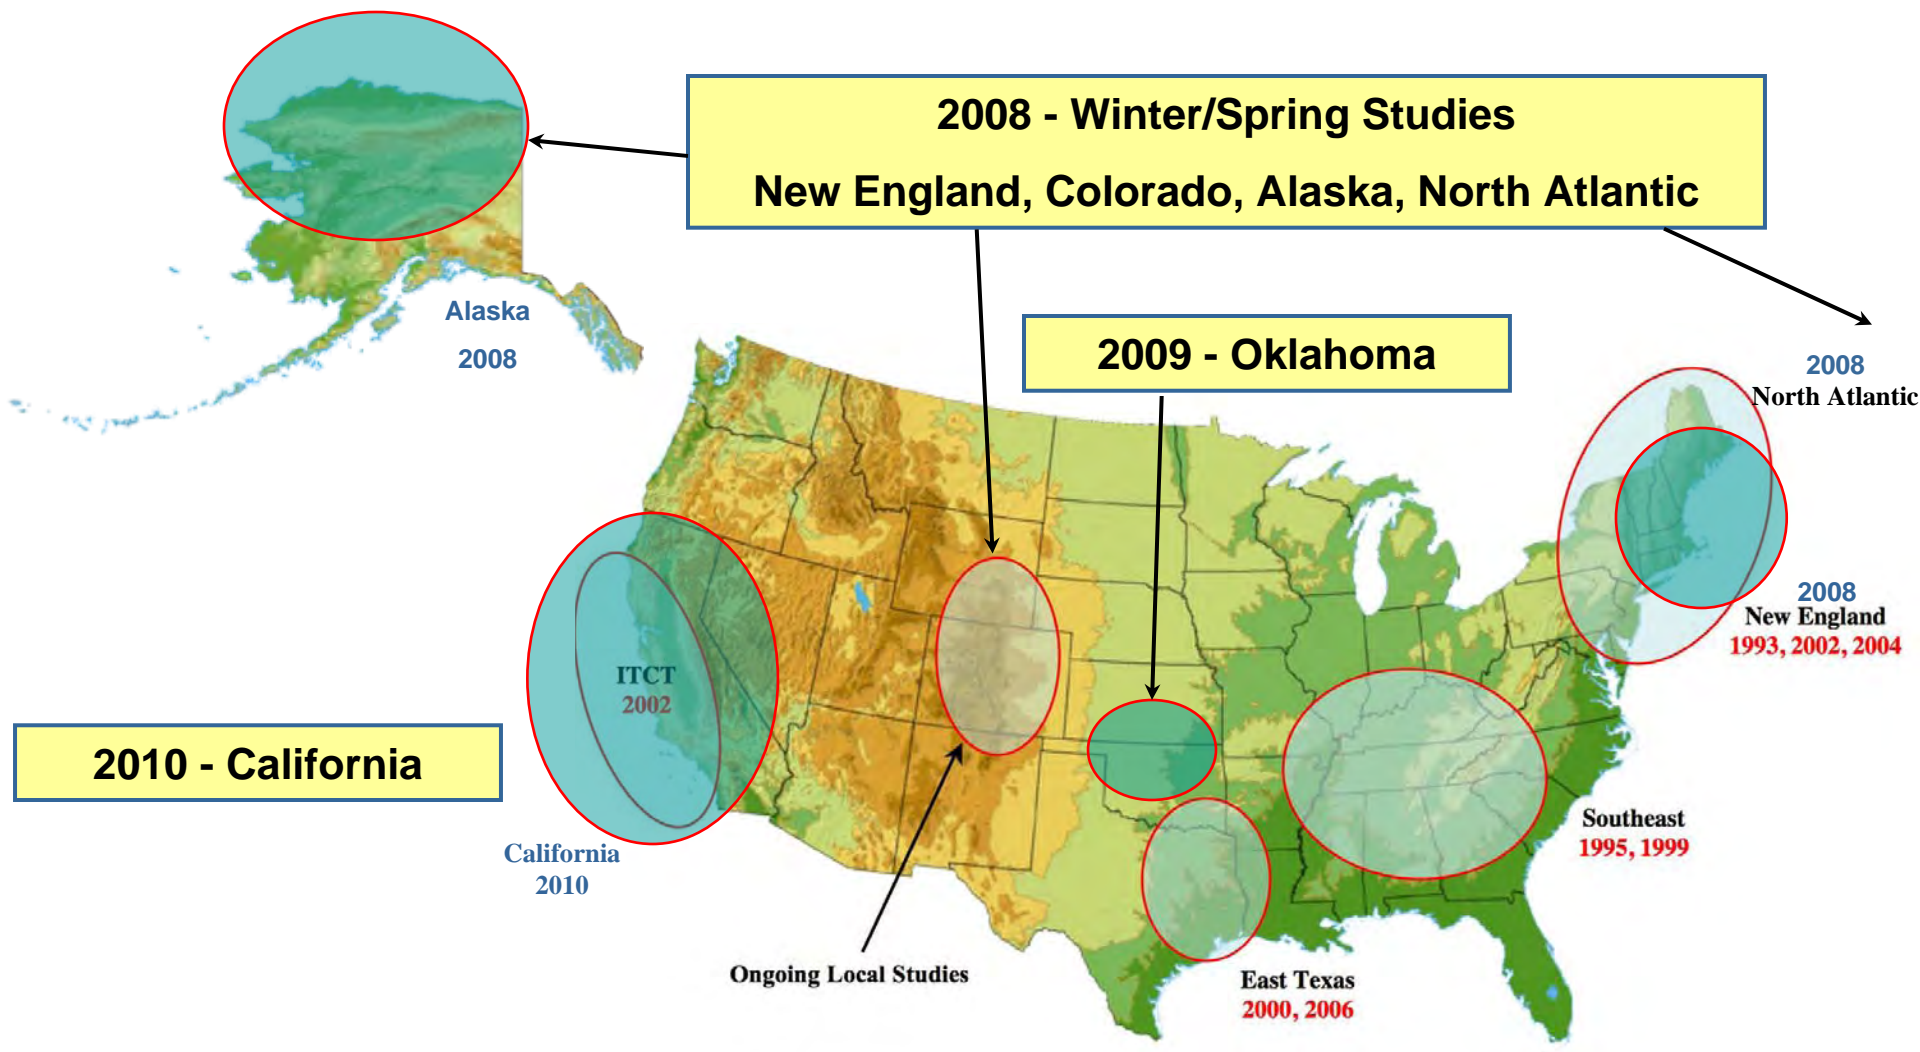 2008 - Winter/Spring Studies
New England, Colorado, Alaska, North Atlantic
Alaska
2008
2009 - Oklahoma
2008
North Atlantic
2008
New England
1993, 2002, 2004
ITCT
2002
2010 - California
California
2010
Southeast
1995, 1999
Ongoing Local Studies
East Texas
2000, 2006